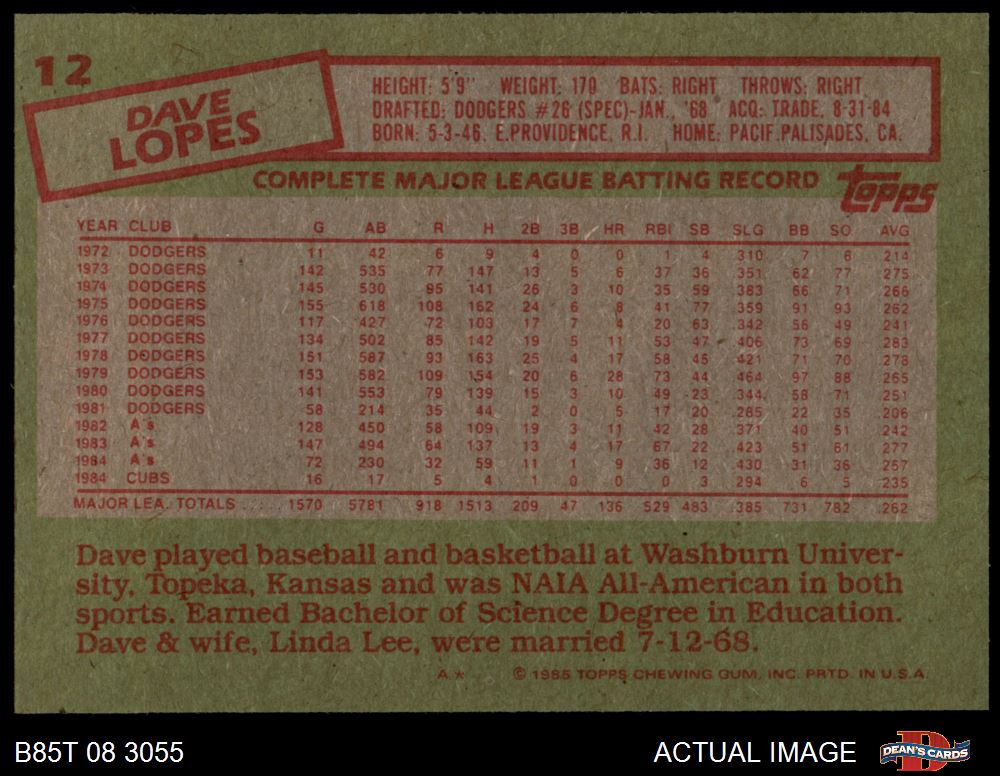 12
DAVE
LOPES
HEIGHT: 5'9" WEIGHT: 170 BATS: RIGHT THROWS: RIGHT
DRAFTED: DODGERS #26 (SPEC)-JAN., '68 ACQ: TRADE, 8-31-84
BORN: 5-3-46, E.PROVIDENCE, R.I. HOME: PACIF.PALISADES, CA.
COMPLETE MAJOR LEAGUE BATTING RECORD
topps
YEAR CLUB G AB R H 2B 3B HR RBI SB SLG BB SO AVG
1972 DODGERS 11 42 6 9 4 0 0 1 4 .310 7 6 .214
1973 DODGERS 142 535 77 147 13 5 6 37 36 .351 62 77 .275
1974 DODGERS 145 530 95 141 26 3 10 35 59 .383 66 71 .266
1975 DODGERS 155 618 108 162 24 6 8 41 77 .359 91 93 .262
1976 DODGERS 117 427 72 103 17 7 4 20 63 .342 56 49 .241
1977 DODGERS 134 502 85 142 19 5 11 53 47 .406 73 69 .283
1978 DODGERS 151 587 93 163 25 4 17 58 45 .421 71 70 .278
1979 DODGERS 153 582 109 154 20 6 28 73 44 .464 97 88 .265
1980 DODGERS 141 553 79 139 15 3 10 49 23 .344 58 71 .251
1981 DODGERS 58 214 35 44 2 0 5 17 20 .285 22 35 .206
1982 A's 128 450 58 109 19 3 11 42 28 .371 40 51 .242
1983 A's 147 494 64 137 13 4 17 67 22 .423 51 61 .277
1984 A's 72 230 32 59 11 1 9 36 12 .430 31 36 .257
1984 CUBS 16 17 5 4 1 0 0 0 3 .294 6 5 .235
MAJOR LEA. TOTALS ..... 1570 5781 918 1513 209 47 136 529 483 .385 731 782 .262
Dave played baseball and basketball at Washburn Univer-
sity, Topeka, Kansas and was NAIA All-American in both
sports. Earned Bachelor of Science Degree in Education.
Dave & wife, Linda Lee, were married 7-12-68.
A* © 1985 TOPPS CHEWING GUM, INC. PRTD. IN U.S.A.
B85T 08 3055 ACTUAL IMAGE DEAN'S CARDS